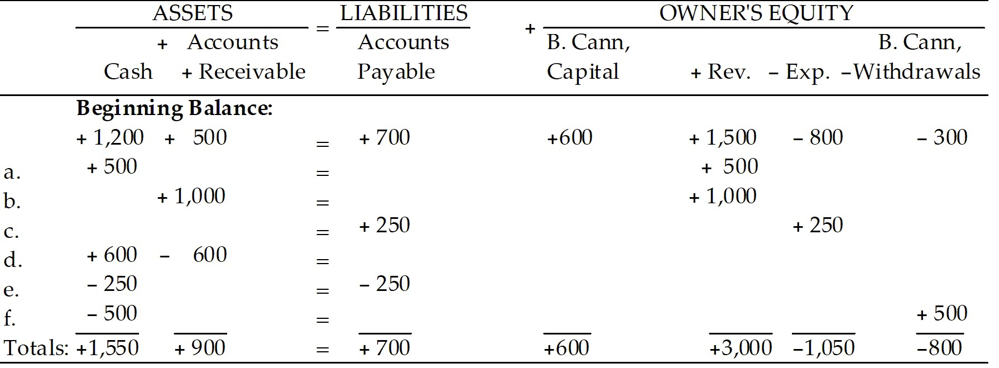 ASSETS = LIABILITIES + OWNER'S EQUITY
+ Accounts Accounts B. Cann, B. Cann,
Cash + Receivable Payable Capital + Rev. − Exp. −Withdrawals
Beginning Balance:
+ 1,200 + 500 = + 700 +600 + 1,500 − 800 − 300
a. + 500 = + 500
b. + 1,000 = + 1,000
c. = + 250 + 250
d. + 600 − 600 =
e. − 250 = − 250
f. − 500 = + 500
Totals: +1,550 + 900 = + 700 +600 +3,000 −1,050 −800